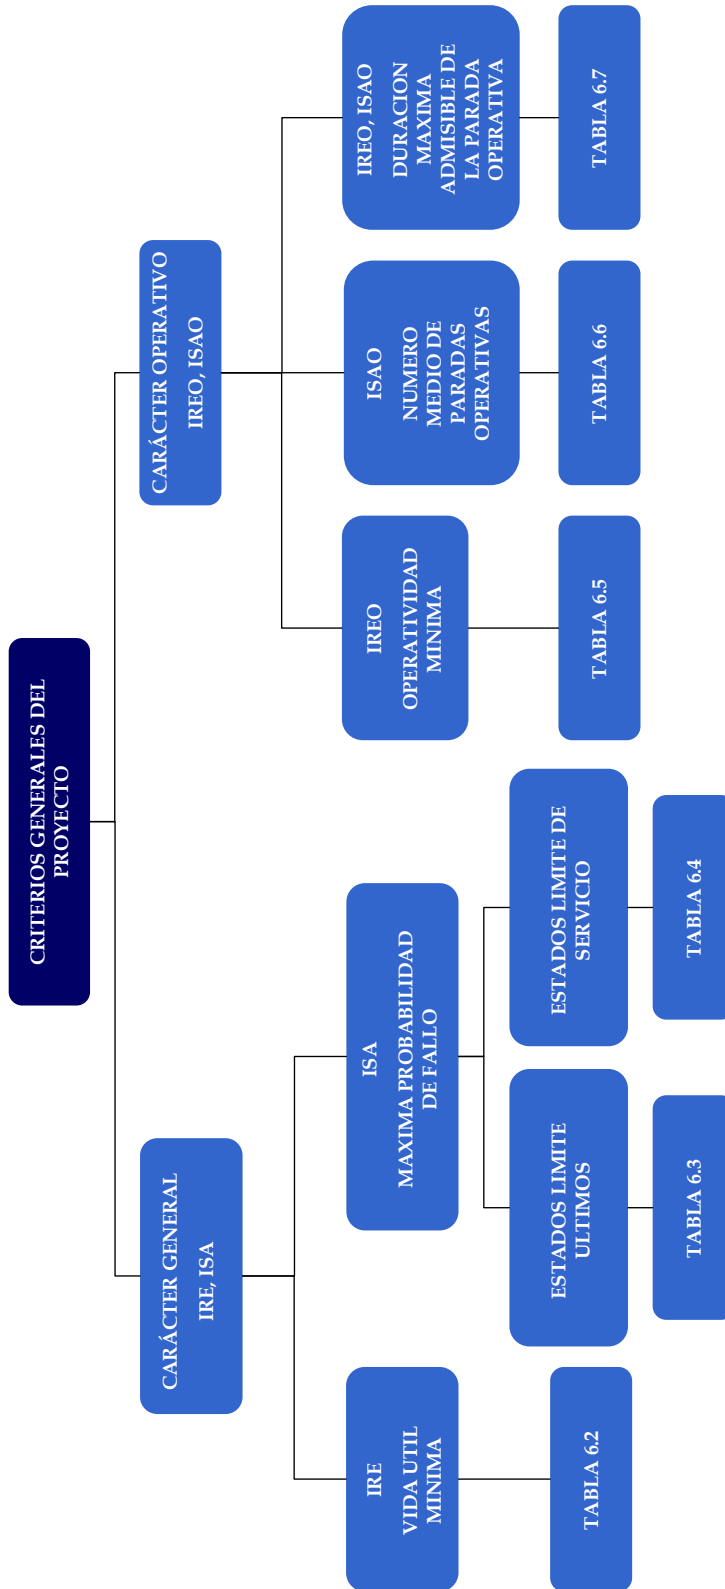 CRITERIOS GENERALES DEL
PROYECTO
CARÁCTER GENERAL
IRE, ISA
CARÁCTER OPERATIVO
IREO, ISAO
IRE
VIDA UTIL
MINIMA
ISA
MAXIMA PROBABILIDAD
DE FALLO
IREO
OPERATIVIDAD
MINIMA
ISAO
NUMERO
MEDIO DE
PARADAS
OPERATIVAS
IREO, ISAO
DURACION
MAXIMA
ADMISIBLE DE
LA PARADA
OPERATIVA
ESTADOS LIMITE
ULTIMOS
ESTADOS LIMITE DE
SERVICIO
TABLA 6.2
TABLA 6.3
TABLA 6.4
TABLA 6.5
TABLA 6.6
TABLA 6.7